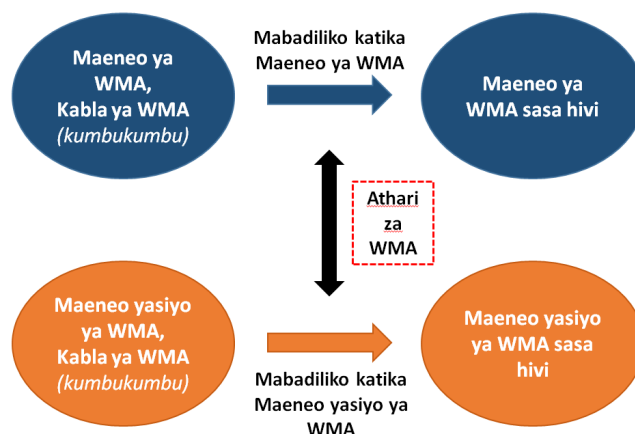 Maeneo ya
WMA,
Kabla ya WMA
(kumbukumbu)
Mabadiliko katika
Maeneo ya WMA
Maeneo ya
WMA sasa hivi
Athari
za
WMA
Maeneo yasiyo
ya WMA,
Kabla ya WMA
(kumbukumbu)
Mabadiliko katika
Maeneo yasiyo ya
WMA
Maeneo yasiyo
ya WMA sasa
hivi